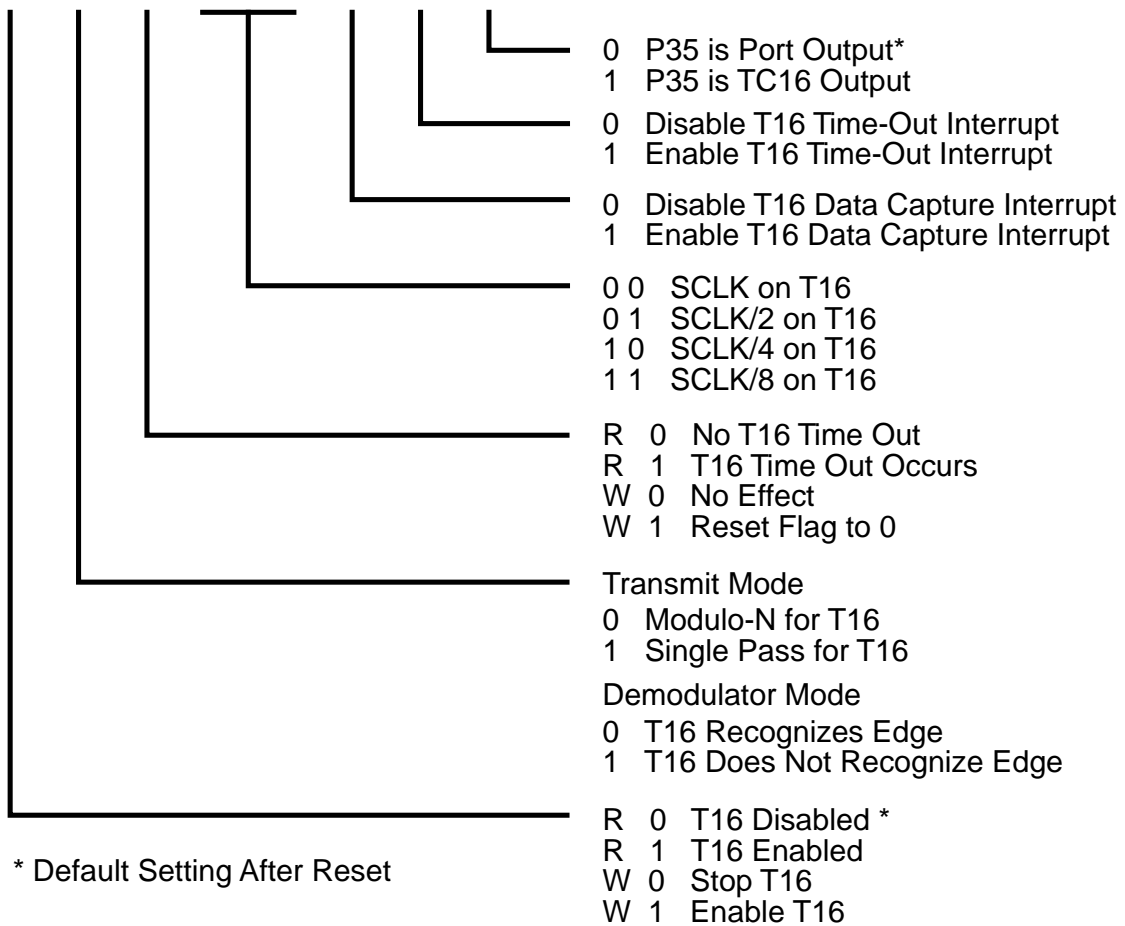 0 P35 is Port Output*
1 P35 is TC16 Output
0 Disable T16 Time-Out Interrupt
1 Enable T16 Time-Out Interrupt
0 Disable T16 Data Capture Interrupt
1 Enable T16 Data Capture Interrupt
0 0 SCLK on T16
0 1 SCLK/2 on T16
1 0 SCLK/4 on T16
1 1 SCLK/8 on T16
R 0 No T16 Time Out
R 1 T16 Time Out Occurs
W 0 No Effect
W 1 Reset Flag to 0
Transmit Mode
0 Modulo-N for T16
1 Single Pass for T16
Demodulator Mode
0 T16 Recognizes Edge
1 T16 Does Not Recognize Edge
R 0 T16 Disabled *
R 1 T16 Enabled
W 0 Stop T16
W 1 Enable T16
* Default Setting After Reset